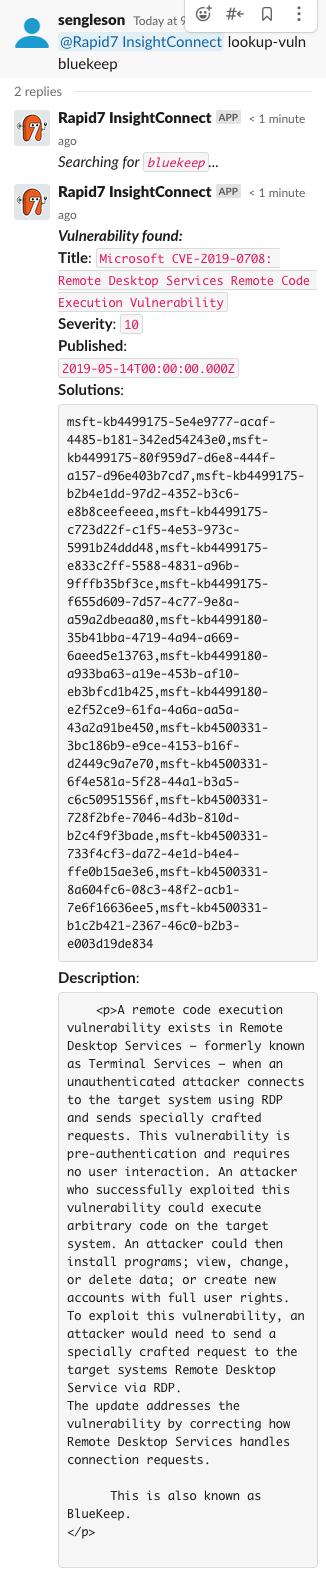 sengleson Today at 9
@Rapid7 InsightConnect lookup-vuln
bluekeep
2 replies
Rapid7 InsightConnect APP < 1 minute
ago
Searching for bluekeep...
Rapid7 InsightConnect APP < 1 minute
ago
Vulnerability found:
Title: Microsoft CVE-2019-0708:
Remote Desktop Services Remote Code
Execution Vulnerability
Severity: 10
Published:
2019-05-14T00:00:00.000Z
Solutions:
msft-kb4499175-5e4e9777-acaf-
4485-b181-342ed54243e0,msft-
kb4499175-80f959d7-d6e8-444f-
a157-d96e403b7cd7,msft-kb4499175-
b2b4e1dd-97d2-4352-b3c6-
e8b8ceefeeea,msft-kb4499175-
c723d22f-c1f5-4e53-973c-
5991b24ddd48,msft-kb4499175-
e833c2ff-5588-4831-a96b-
9fffb35bf3ce,msft-kb4499175-
f655d609-7d57-4c77-9e8a-
a59a2dbeaa80,msft-kb4499180-
35b41bba-4719-4a94-a669-
6aeed5e13763,msft-kb4499180-
a933ba63-a19e-453b-af10-
eb3bfcd1b425,msft-kb4499180-
e2f52ce9-61fa-4a6a-aa5a-
43a2a91be450,msft-kb4500331-
3bc186b9-e9ce-4153-b16f-
d2449c9a7e70,msft-kb4500331-
6f4e581a-5f28-44a1-b3a5-
c6c50951556f,msft-kb4500331-
728f2bfe-7046-4d3b-810d-
b2c4f9f3bade,msft-kb4500331-
733f4cf3-da72-4e1d-b4e4-
ffe0b15ae3e6,msft-kb4500331-
8a604fc6-08c3-48f2-acb1-
7e6f16636ee5,msft-kb4500331-
b1c2b421-2367-46c0-b2b3-
e003d19de834
Description:
<p>A remote code execution
vulnerability exists in Remote
Desktop Services – formerly known
as Terminal Services – when an
unauthenticated attacker connects
to the target system using RDP
and sends specially crafted
requests. This vulnerability is
pre-authentication and requires
no user interaction. An attacker
who successfully exploited this
vulnerability could execute
arbitrary code on the target
system. An attacker could then
install programs; view, change,
or delete data; or create new
accounts with full user rights.
To exploit this vulnerability, an
attacker would need to send a
specially crafted request to the
target systems Remote Desktop
Service via RDP.
The update addresses the
vulnerability by correcting how
Remote Desktop Services handles
connection requests.
This is also known as
BlueKeep.
</p>